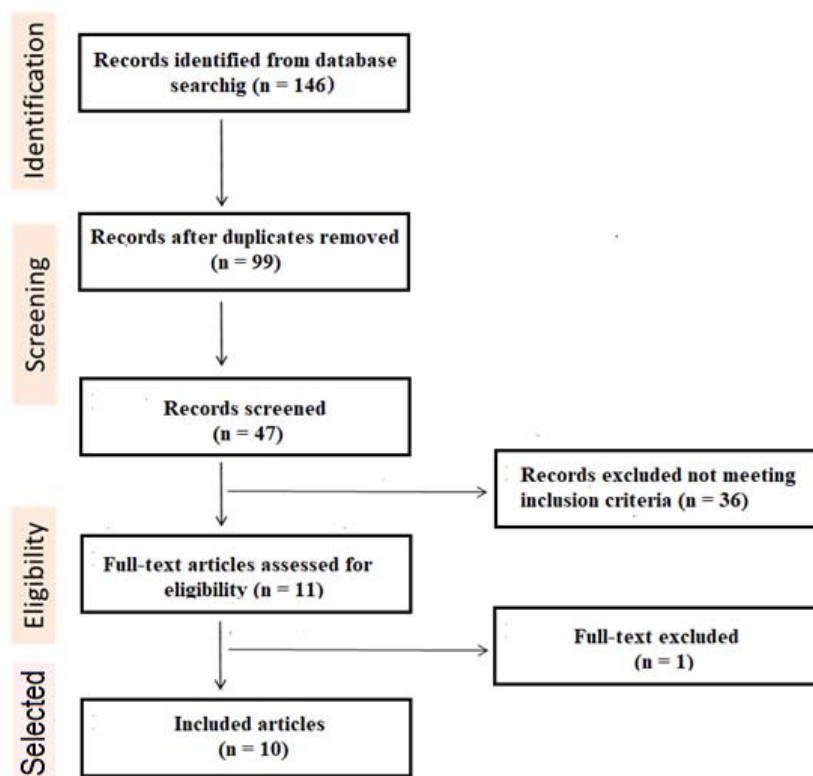 Identification
Records identified from database
searchig (n = 146)
Screening
Records after duplicates removed
(n = 99)
Records screened
(n = 47)
Records excluded not meeting
inclusion criteria (n = 36)
Eligibility
Full-text articles assessed for
eligibility (n = 11)
Full-text excluded
(n = 1)
Selected
Included articles
(n = 10)